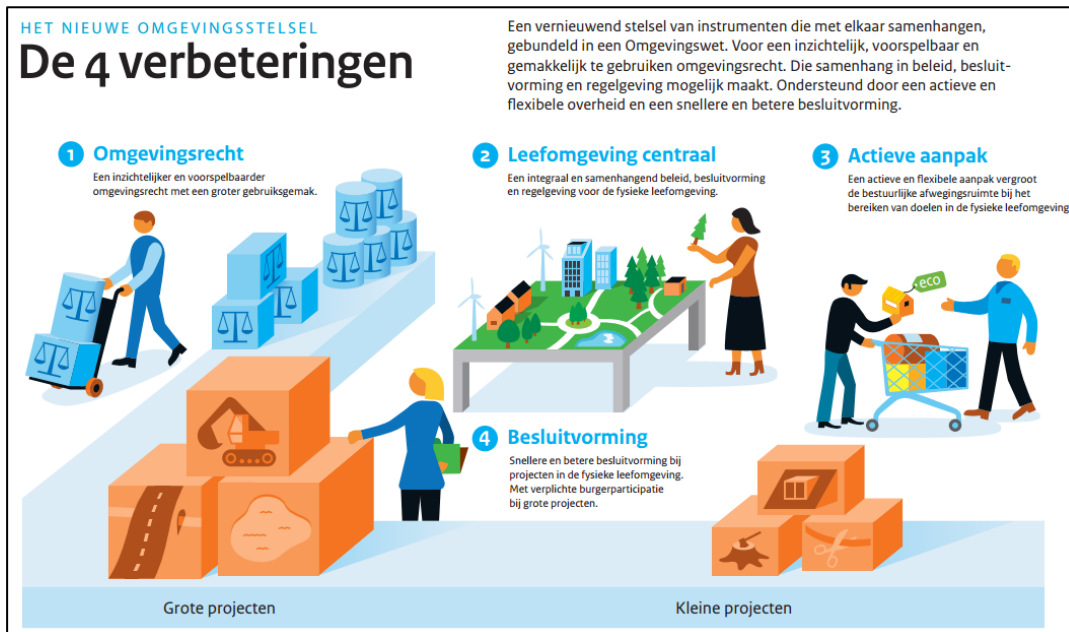 HET NIEUWE OMGEVINGSSTELSEL
De 4 verbeteringen
Een vernieuwend stelsel van instrumenten die met elkaar samenhangen,
gebundeld in een Omgevingswet. Voor een inzichtelijk, voorspelbaar en
gemakkelijk te gebruiken omgevingsrecht. Die samenhang in beleid, besluit-
vorming en regelgeving mogelijk maakt. Ondersteund door een actieve en
flexibele overheid en een snellere en betere besluitvorming.
1 Omgevingsrecht
Een inzichtelijker en voorspelbaarder
omgevingsrecht met een groter gebruiksgemak.
2 Leefomgeving centraal
Een integraal en samenhangend beleid, besluitvorming
en regelgeving voor de fysieke leefomgeving.
3 Actieve aanpak
Een actieve en flexibele aanpak vergroot
de bestuurlijke afwegingsruimte bij het
bereiken van doelen in de fysieke leefomgeving
eco
4 Besluitvorming
Snellere en betere besluitvorming bij
projecten in de fysieke leefomgeving.
Met verplichte burgerparticipatie
bij grote projecten.
Grote projecten
Kleine projecten